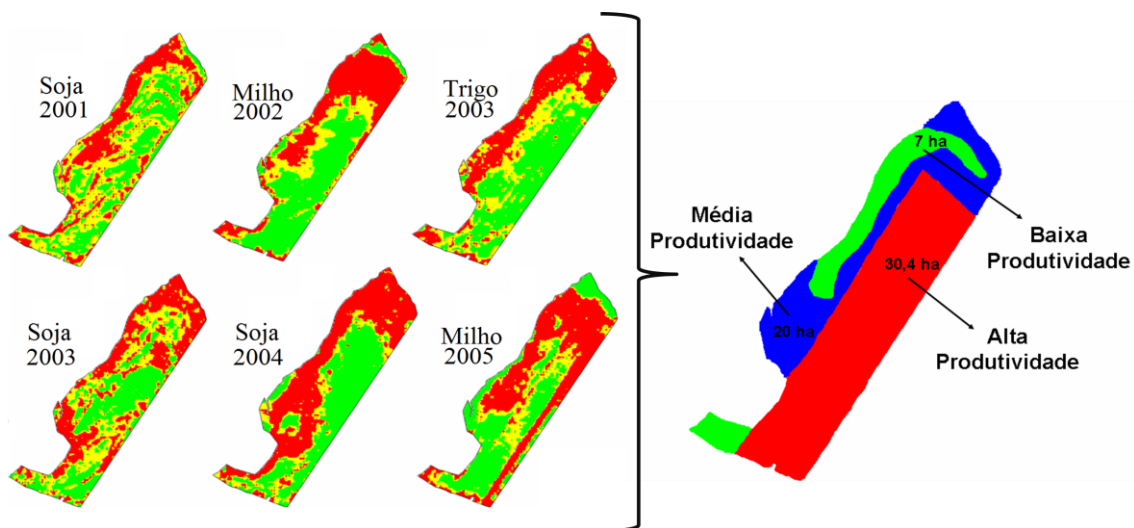 Soja
2001
Milho
2002
Trigo
2003
Soja
2003
Soja
2004
Milho
2005
7 ha
Média
Produtividade
Baixa
Produtividade
30,4 ha
20 ha
Alta
Produtividade